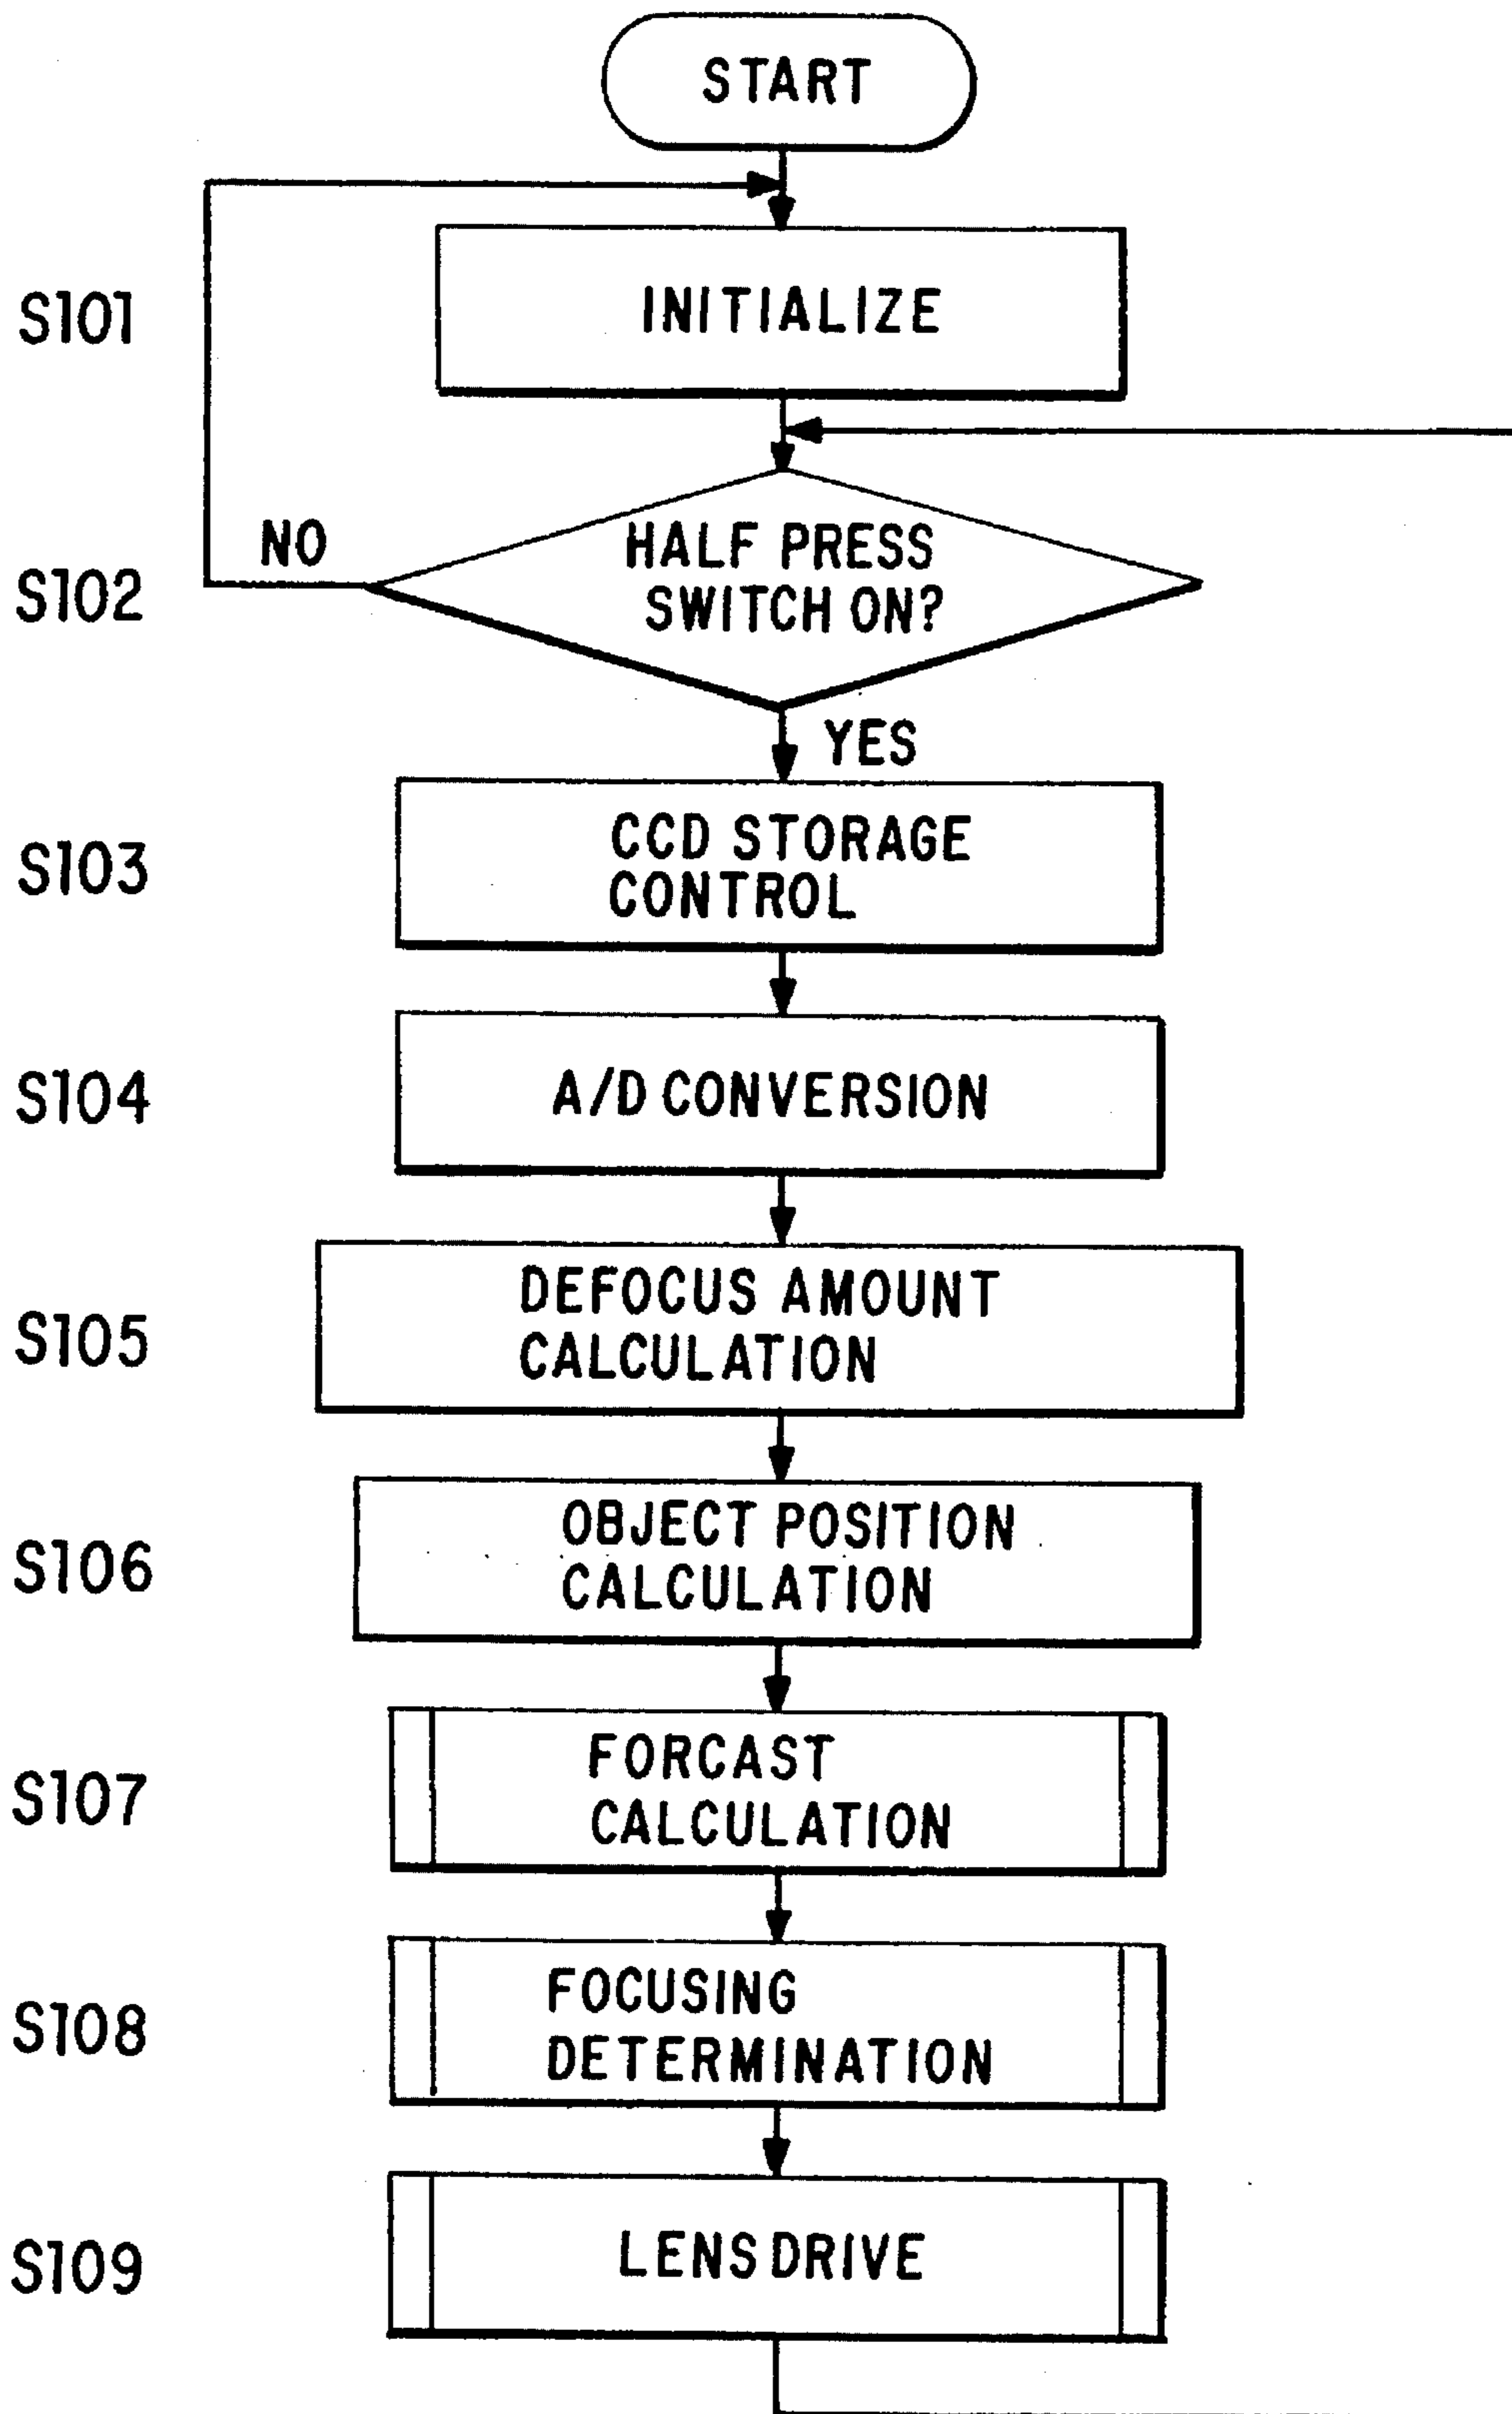 START
S101
INITIALIZE
NO
S102
HALF PRESS
SWITCH ON?
YES
S103
CCD STORAGE
CONTROL
S104
A/D CONVERSION
S105
DEFOCUS AMOUNT
CALCULATION
S106
OBJECT POSITION
CALCULATION
S107
FORCAST
CALCULATION
S108
FOCUSING
DETERMINATION
S109
LENS DRIVE